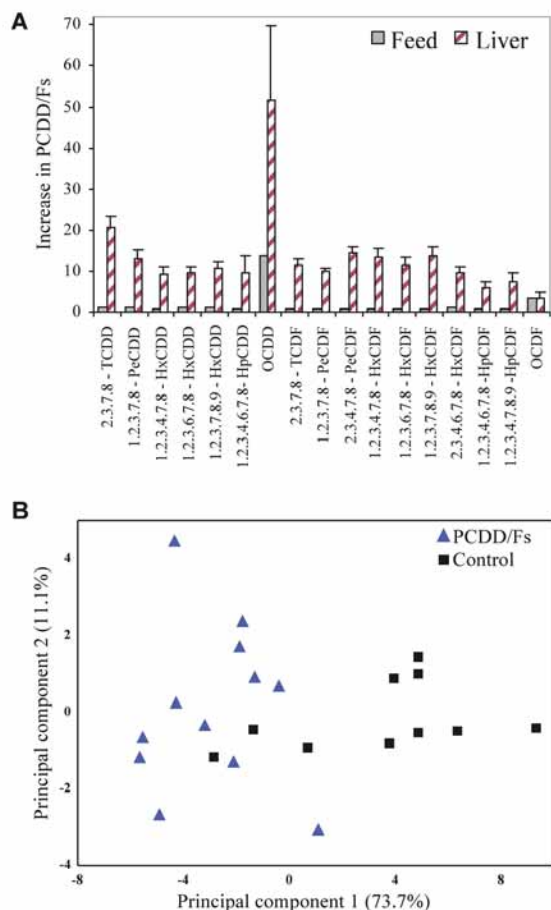 A
Increase in PCDD/Fs
70
60
50
40
30
20
10
0
Feed
Liver
2.3.7.8 - TCDD
1.2.3.7.8 - PeCDD
1.2.3.4.7.8 - HxCDD
1.2.3.6.7.8 - HxCDD
1.2.3.7.8.9 - HxCDD
1.2.3.4.6.7.8- HpCDD
OCDD
2.3.7.8 - TCDF
1.2.3.7.8 - PeCDF
2.3.4.7.8 - PeCDF
1.2.3.4.7.8 - HxCDF
1.2.3.6.7.8 - HxCDF
1.2.3.7.8.9 - HxCDF
2.3.4.6.7.8 - HxCDF
1.2.3.4.6.7.8 -HpCDF
1.2.3.4.7.8.9 -HpCDF
OCDF
B
Principal component 2 (11.1%)
4
2
0
-2
-4
PCDD/Fs
Control
-8
-4
0
4
8
Principal component 1 (73.7%)